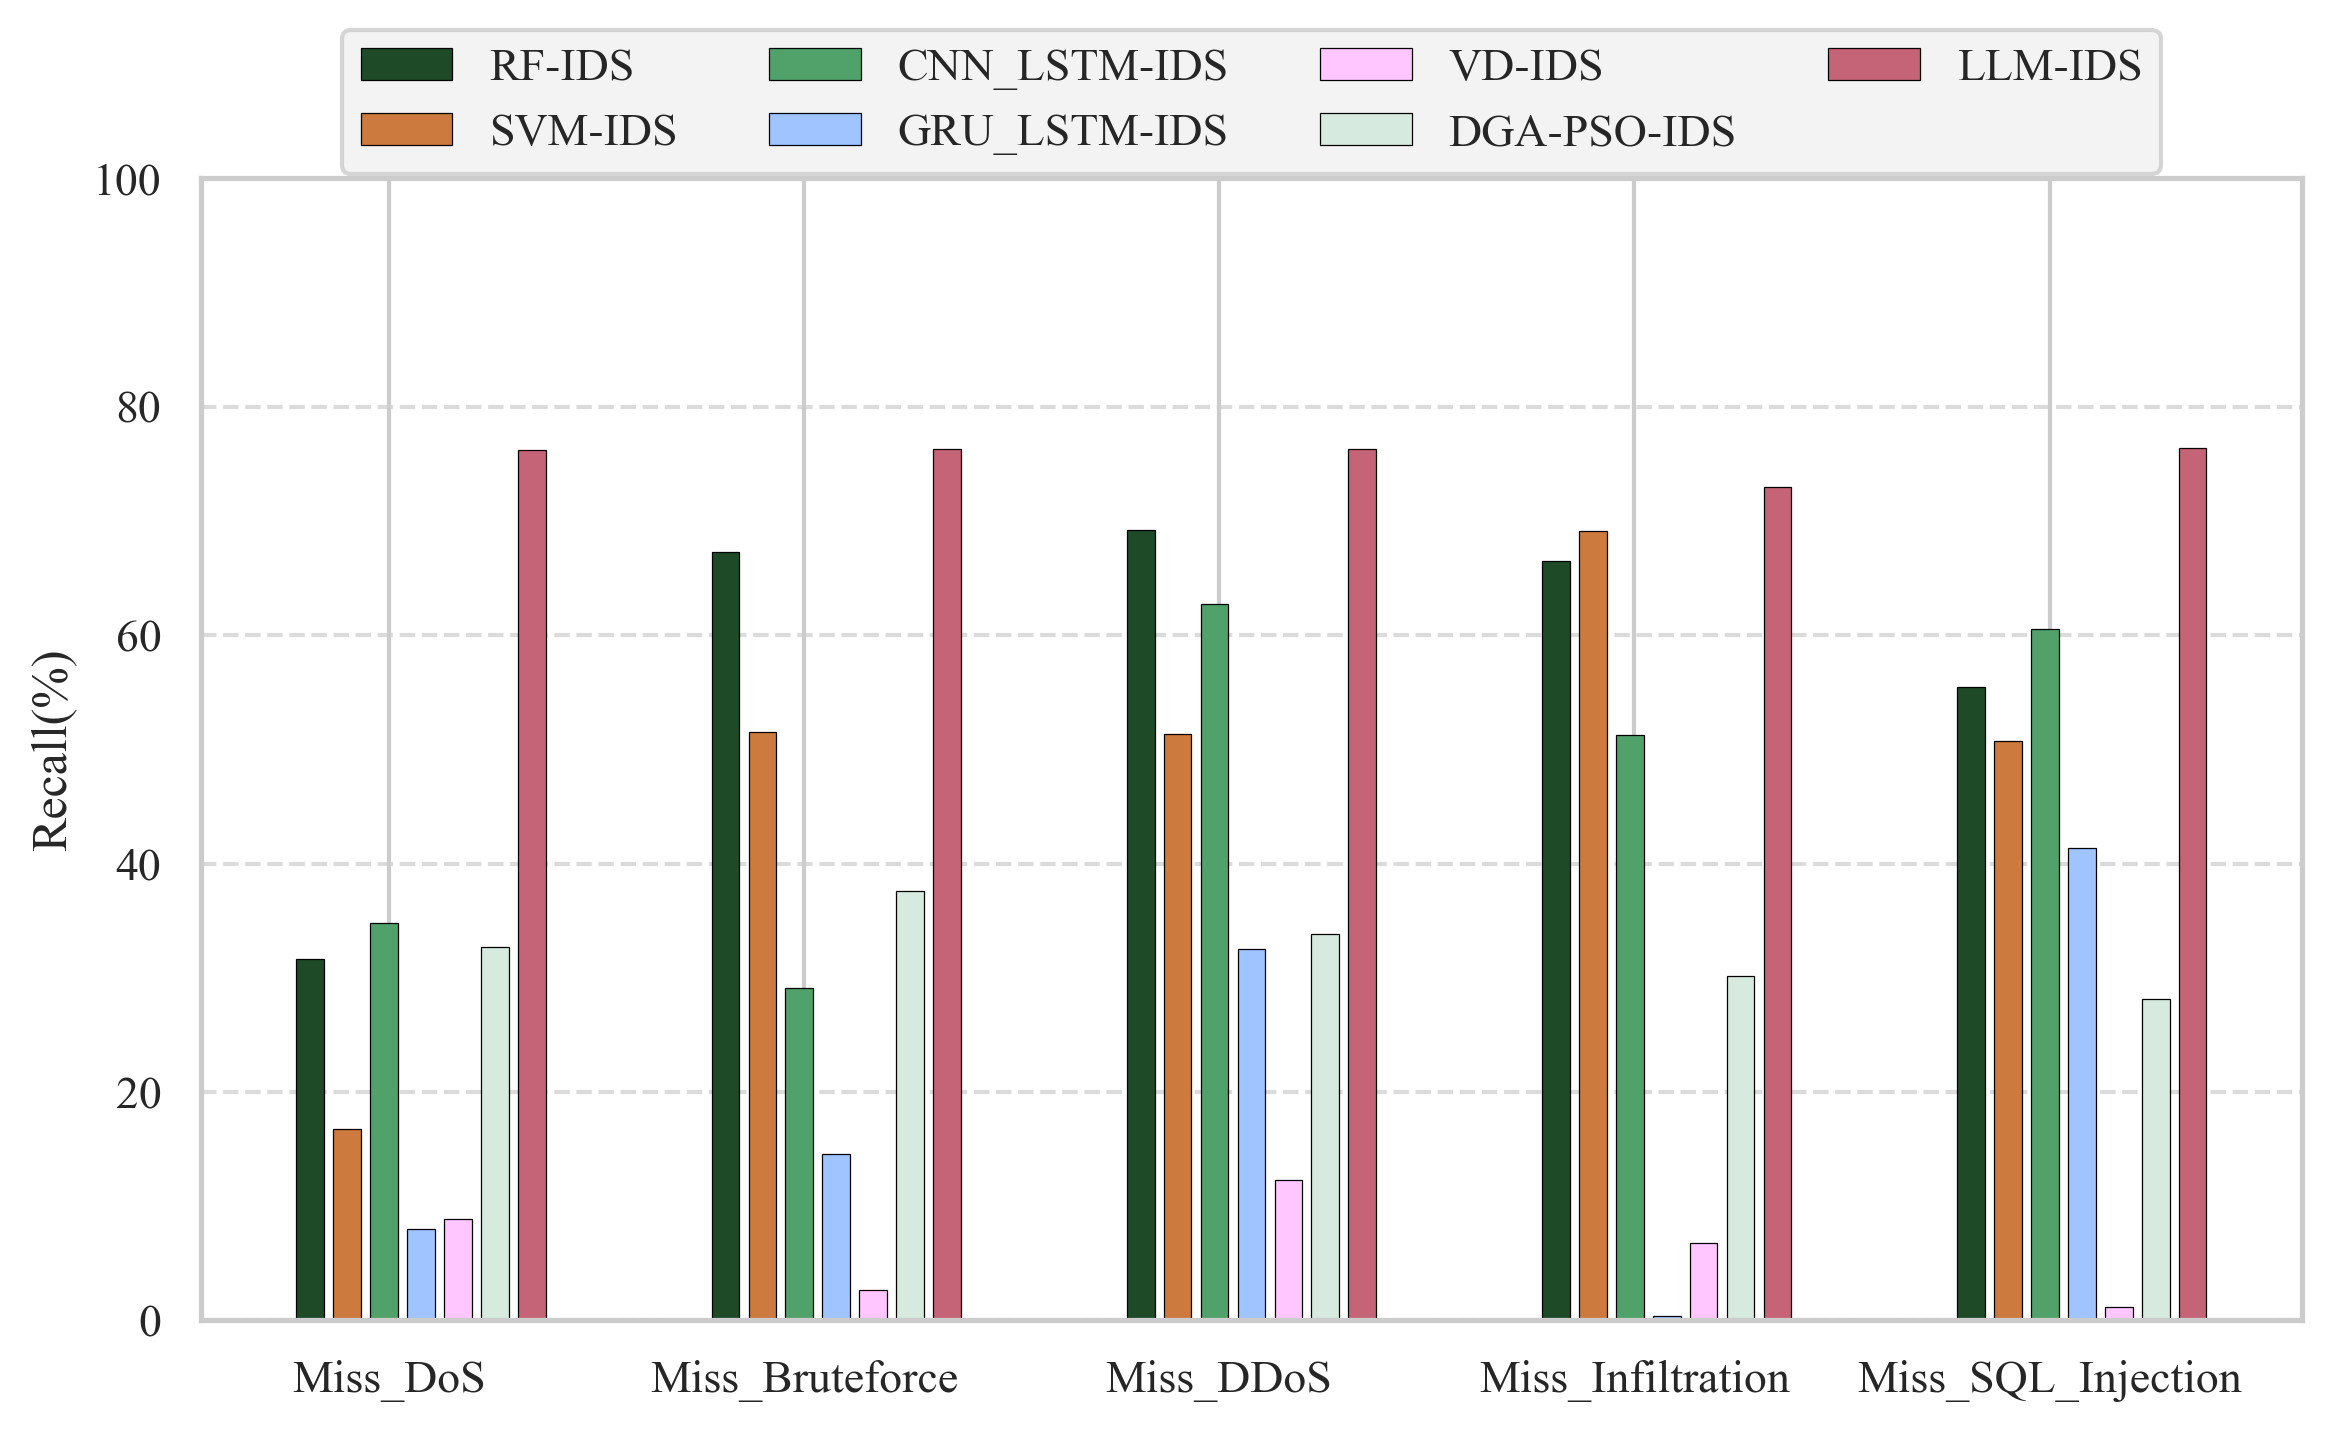 RF-IDS CNN_LSTM-IDS VD-IDS LLM-IDS
SVM-IDS GRU_LSTM-IDS DGA-PSO-IDS
100
80
60
40
20
0
Recall(%)
Miss_DoS Miss_Bruteforce Miss_DDoS Miss_Infiltration Miss_SQL_Injection